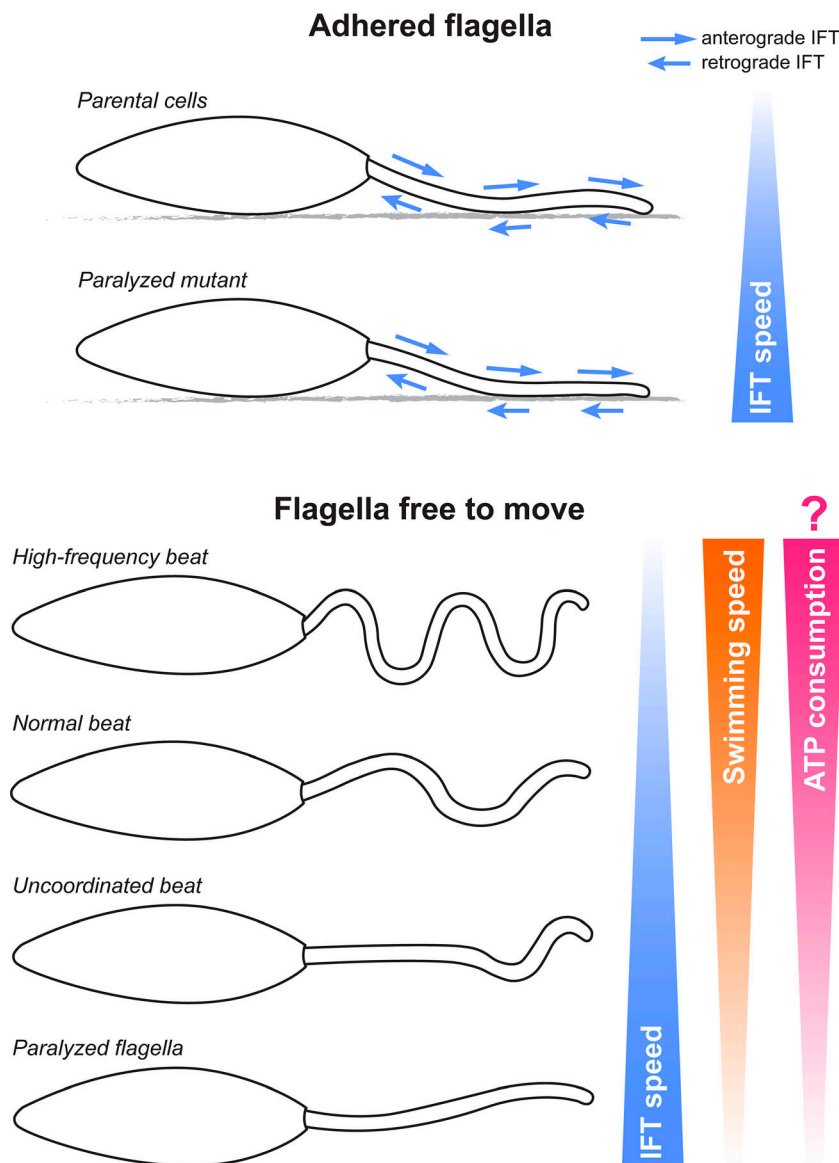 Adhered flagella
anterograde IFT
retrograde IFT
Parental cells
Paralyzed mutant
IFT speed
Flagella free to move
?
High-frequency beat
Normal beat
Uncoordinated beat
Paralyzed flagella
IFT speed
Swimming speed
ATP consumption